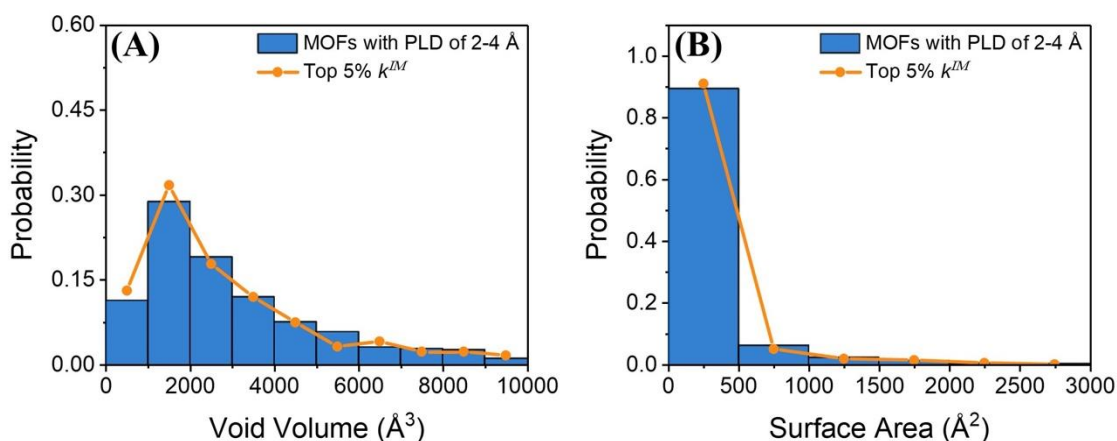 (A)
MOFs with PLD of 2-4 Å
Top 5% k^IM
0.60
0.45
0.30
0.15
0.00
Probability
0 2000 4000 6000 8000 10000
Void Volume (Å³)
(B)
MOFs with PLD of 2-4 Å
Top 5% k^IM
1.0
0.8
0.6
0.4
0.2
0.0
Probability
0 500 1000 1500 2000 2500 3000
Surface Area (Å²)